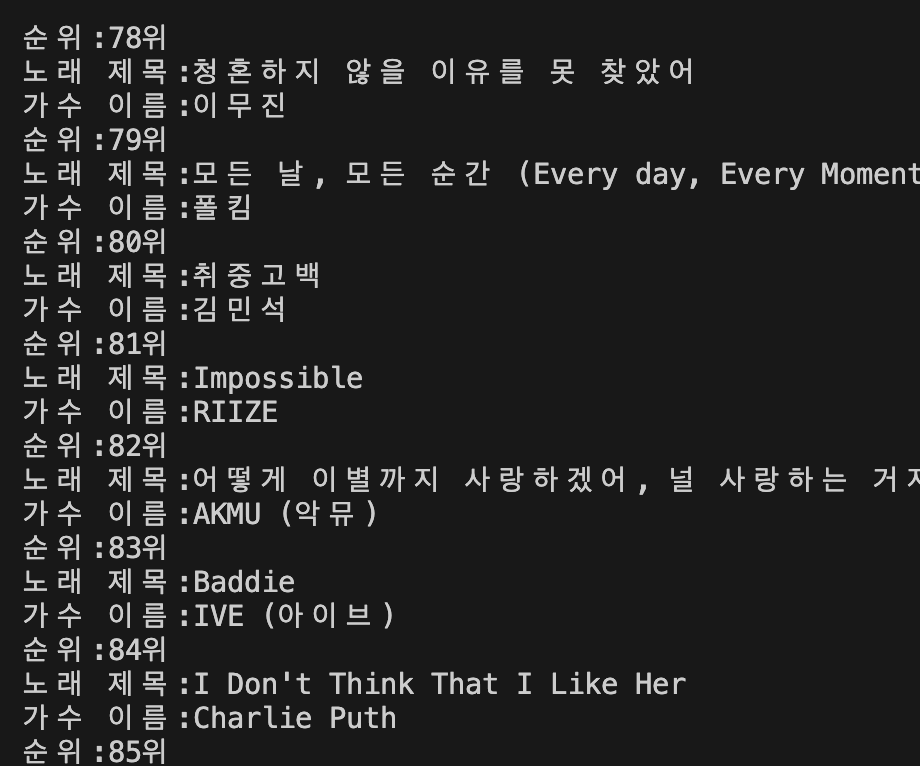 순위:78위
노래 제목:청혼하지 않을 이유를 못 찾았어
가수 이름:이무진
순위:79위
노래 제목:모든 날, 모든 순간 (Every day, Every Moment
가수 이름:폴킴
순위:80위
노래 제목:취중고백
가수 이름:김민석
순위:81위
노래 제목:Impossible
가수 이름:RIIZE
순위:82위
노래 제목:어떻게 이별까지 사랑하겠어, 널 사랑하는 거지
가수 이름:AKMU (악뮤)
순위:83위
노래 제목:Baddie
가수 이름:IVE (아이브)
순위:84위
노래 제목:I Don't Think That I Like Her
가수 이름:Charlie Puth
순위:85위